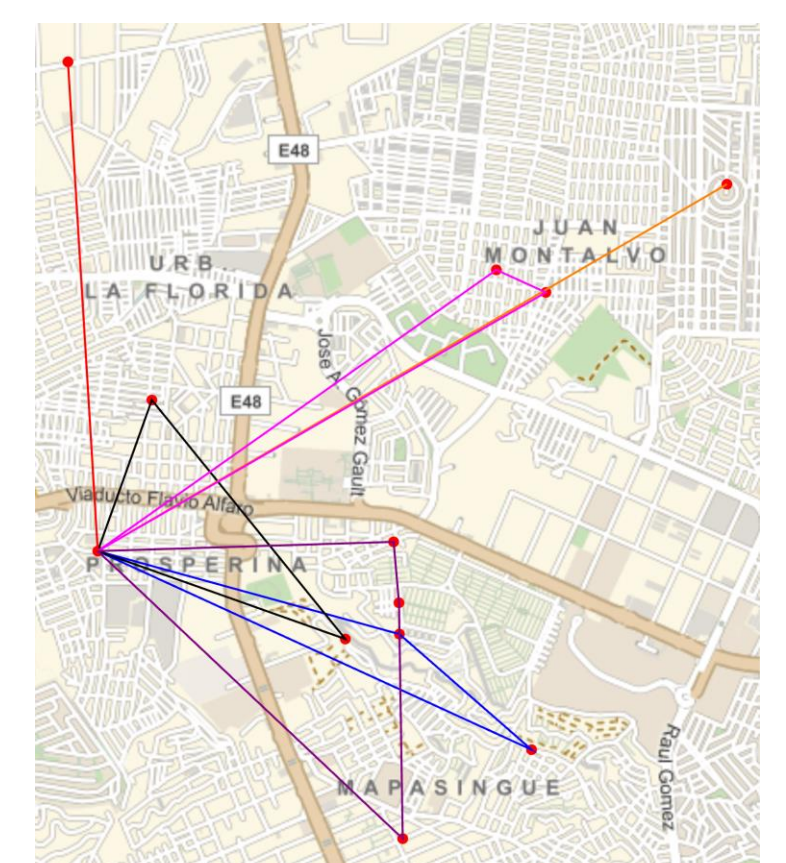 E48
JUAN
MONTALVO
URB.
LA FLORIDA
Jose A. Gomez Gault
E48
Viaducto Flavio Alfaro
PROSPERINA
Raul Gomez
MAPASINGUE